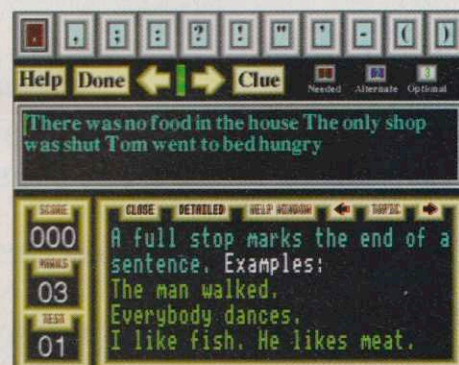 . , ; : ? ! " ' - ( )
Help Done Clue
Needed Alternate Optional
There was no food in the house The only shop
was shut Tom went to bed hungry
SCORE
000
MARKS
03
TEST
01
CLOSE DETAILED HELP WINDOW TOPIC
A full stop marks the end of a
sentence. Examples:
The man walked.
Everybody dances.
I like fish. He likes meat.